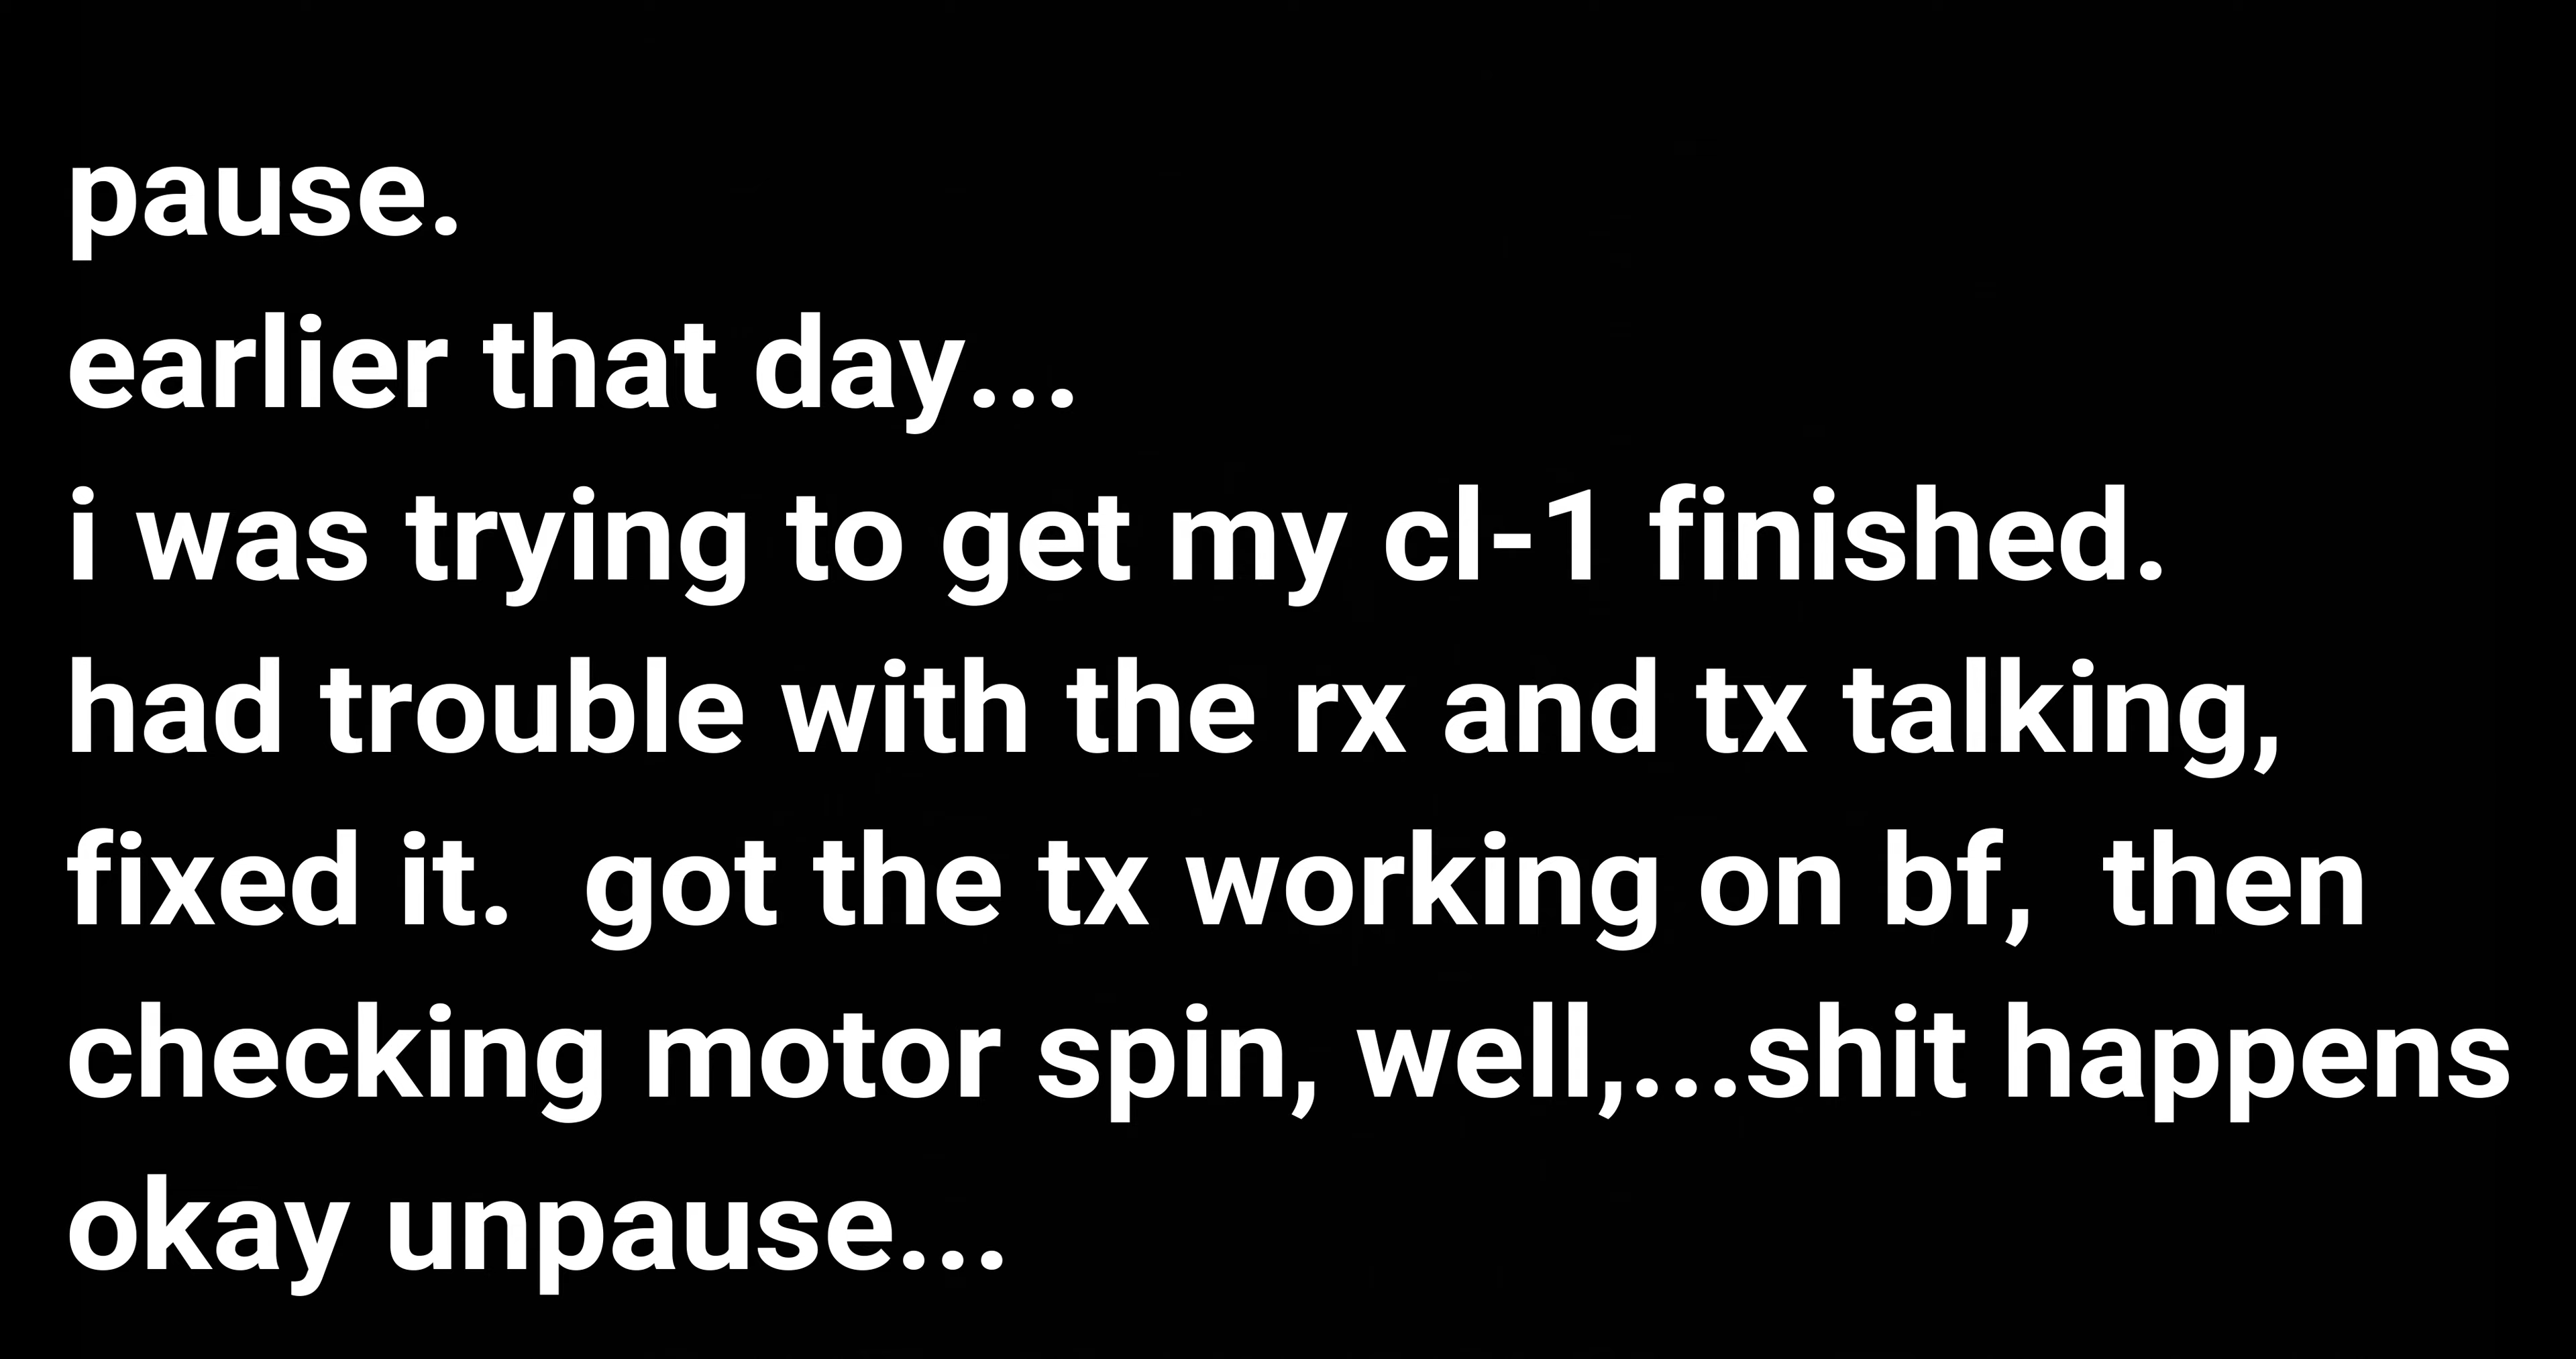 pause.
earlier that day...
i was trying to get my cl-1 finished.
had trouble with the rx and tx talking,
fixed it.  got the tx working on bf,  then
checking motor spin, well,...shit happens
okay unpause...